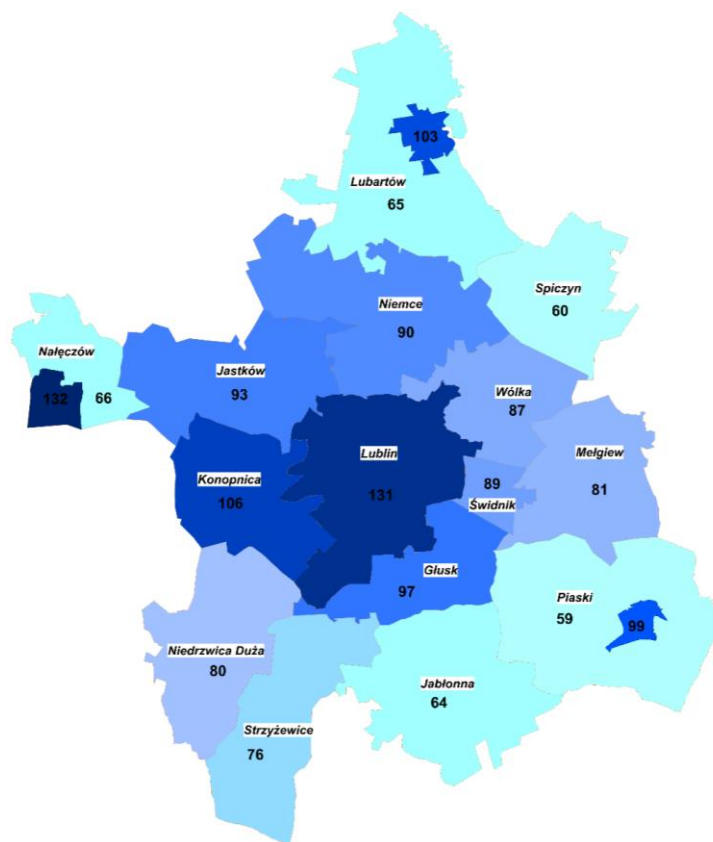 103
Lubartów
65
Spiczyn
60
Niemce
90
Nałęczów
132
66
Jastków
93
Wólka
87
Mełgiew
81
Lublin
131
Konopnica
106
89
Świdnik
Głusk
97
Piaski
59
99
Niedrzwica Duża
80
Jabłonna
64
Strzyżewice
76